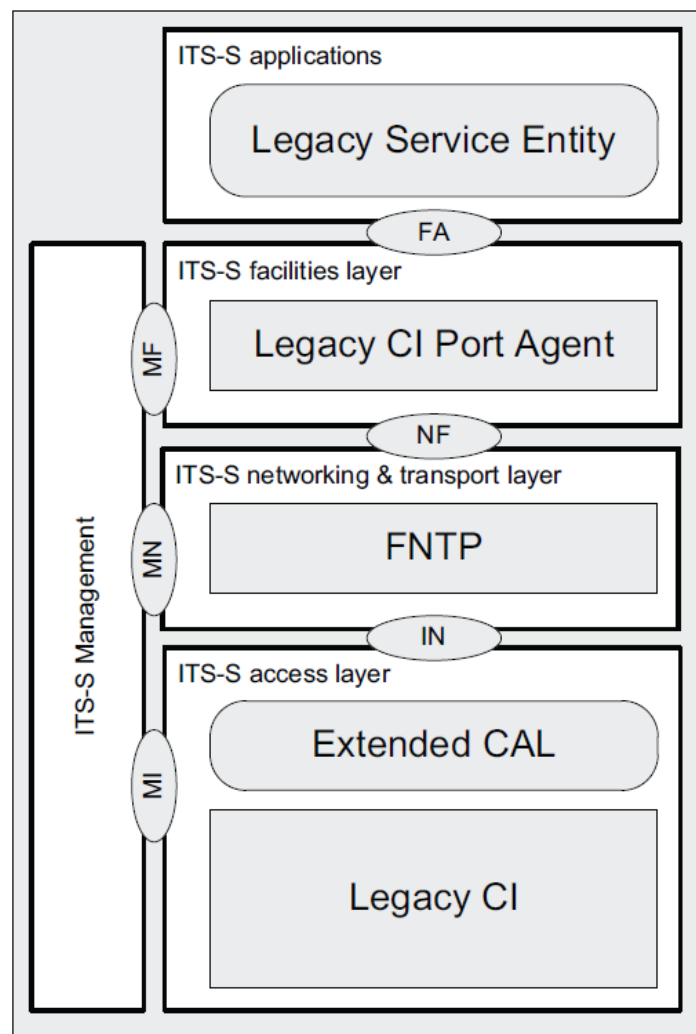 ITS-S applications
Legacy Service Entity
FA
ITS-S facilities layer
Legacy CI Port Agent
MF
NF
ITS-S networking & transport layer
FNTP
MN
IN
ITS-S Management
ITS-S access layer
Extended CAL
MI
Legacy CI